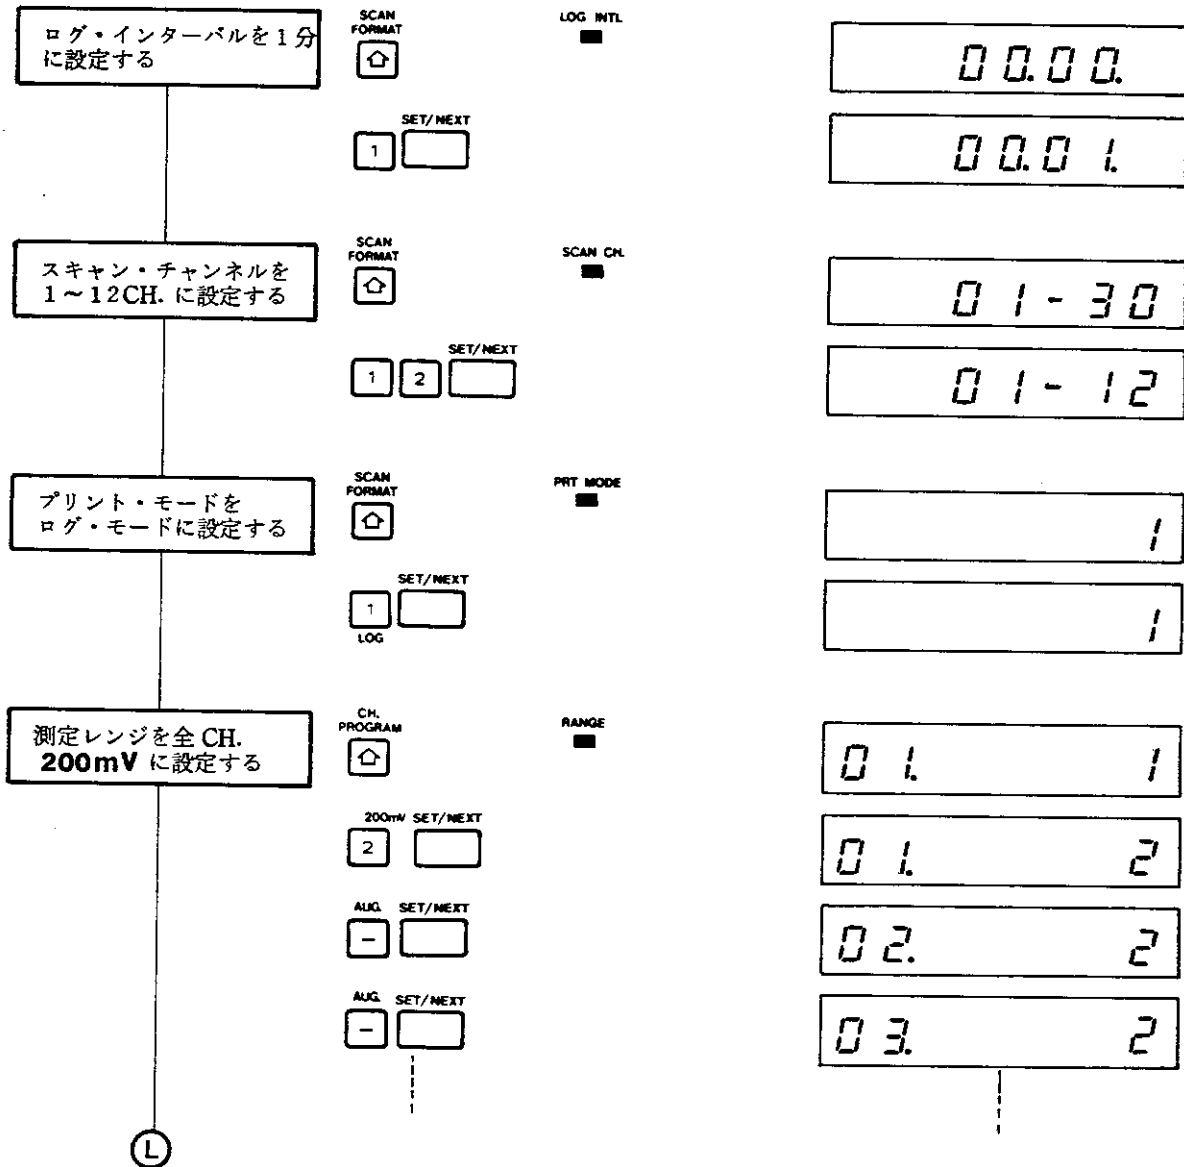 ログ・インターバルを1分
に設定する
SCAN
FORMAT
LOG INTL
00.00.
SET/NEXT
1
00.01.
スキャン・チャンネルを
1~12CH. に設定する
SCAN
FORMAT
SCAN CH.
01-30
SET/NEXT
1 2
01-12
プリント・モードを
ログ・モードに設定する
SCAN
FORMAT
PRT MODE
1
SET/NEXT
1
LOG
1
測定レンジを全 CH.
200mV に設定する
CH.
PROGRAM
RANGE
01. 1
200mV SET/NEXT
2
01. 2
AUG. SET/NEXT
-
02. 2
AUG. SET/NEXT
-
03. 2
L